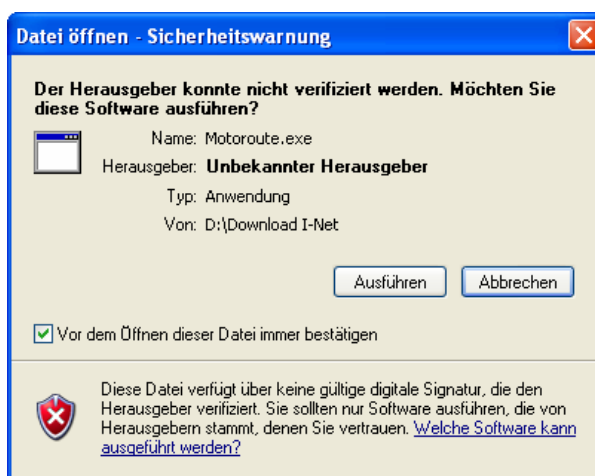 Datei öffnen - Sicherheitswarnung
Der Herausgeber konnte nicht verifiziert werden. Möchten Sie
diese Software ausführen?
Name: Motoroute.exe
Herausgeber: Unbekannter Herausgeber
Typ: Anwendung
Von: D:\Download I-Net
Ausführen Abbrechen
Vor dem Öffnen dieser Datei immer bestätigen
Diese Datei verfügt über keine gültige digitale Signatur, die den
Herausgeber verifiziert. Sie sollten nur Software ausführen, die von
Herausgebern stammt, denen Sie vertrauen. Welche Software kann
ausgeführt werden?